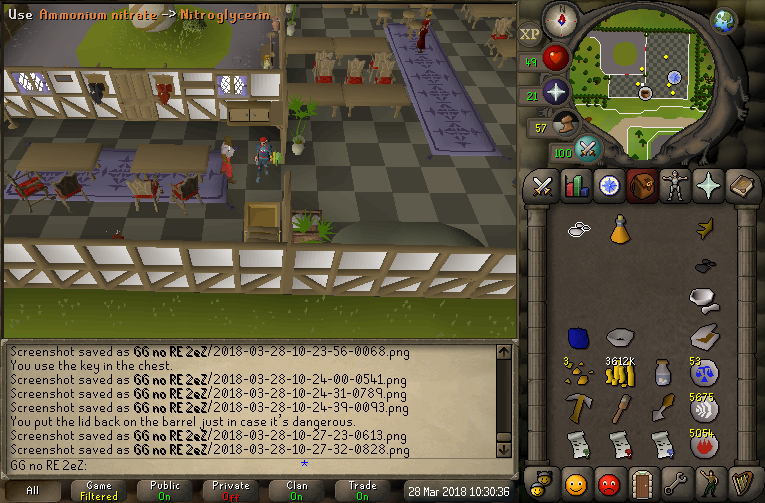 Use Ammonium nitrate -> Nitroglycerin
XP
49
21
57
100
3
3612K
53
5675
5054
Screenshot saved as GG no RE 2eZ/2018-03-28-10-23-56-0068.png
You use the key in the chest.
Screenshot saved as GG no RE 2eZ/2018-03-28-10-24-00-0541.png
Screenshot saved as GG no RE 2eZ/2018-03-28-10-24-31-0789.png
Screenshot saved as GG no RE 2eZ/2018-03-28-10-24-39-0093.png
You put the lid back on the barrel just in case it's dangerous.
Screenshot saved as GG no RE 2eZ/2018-03-28-10-27-23-0613.png
Screenshot saved as GG no RE 2eZ/2018-03-28-10-27-32-0828.png
GG no RE 2eZ: *
All
Game Filtered
Public On
Private Off
Clan On
Trade On
28 Mar 2018 10:30:36